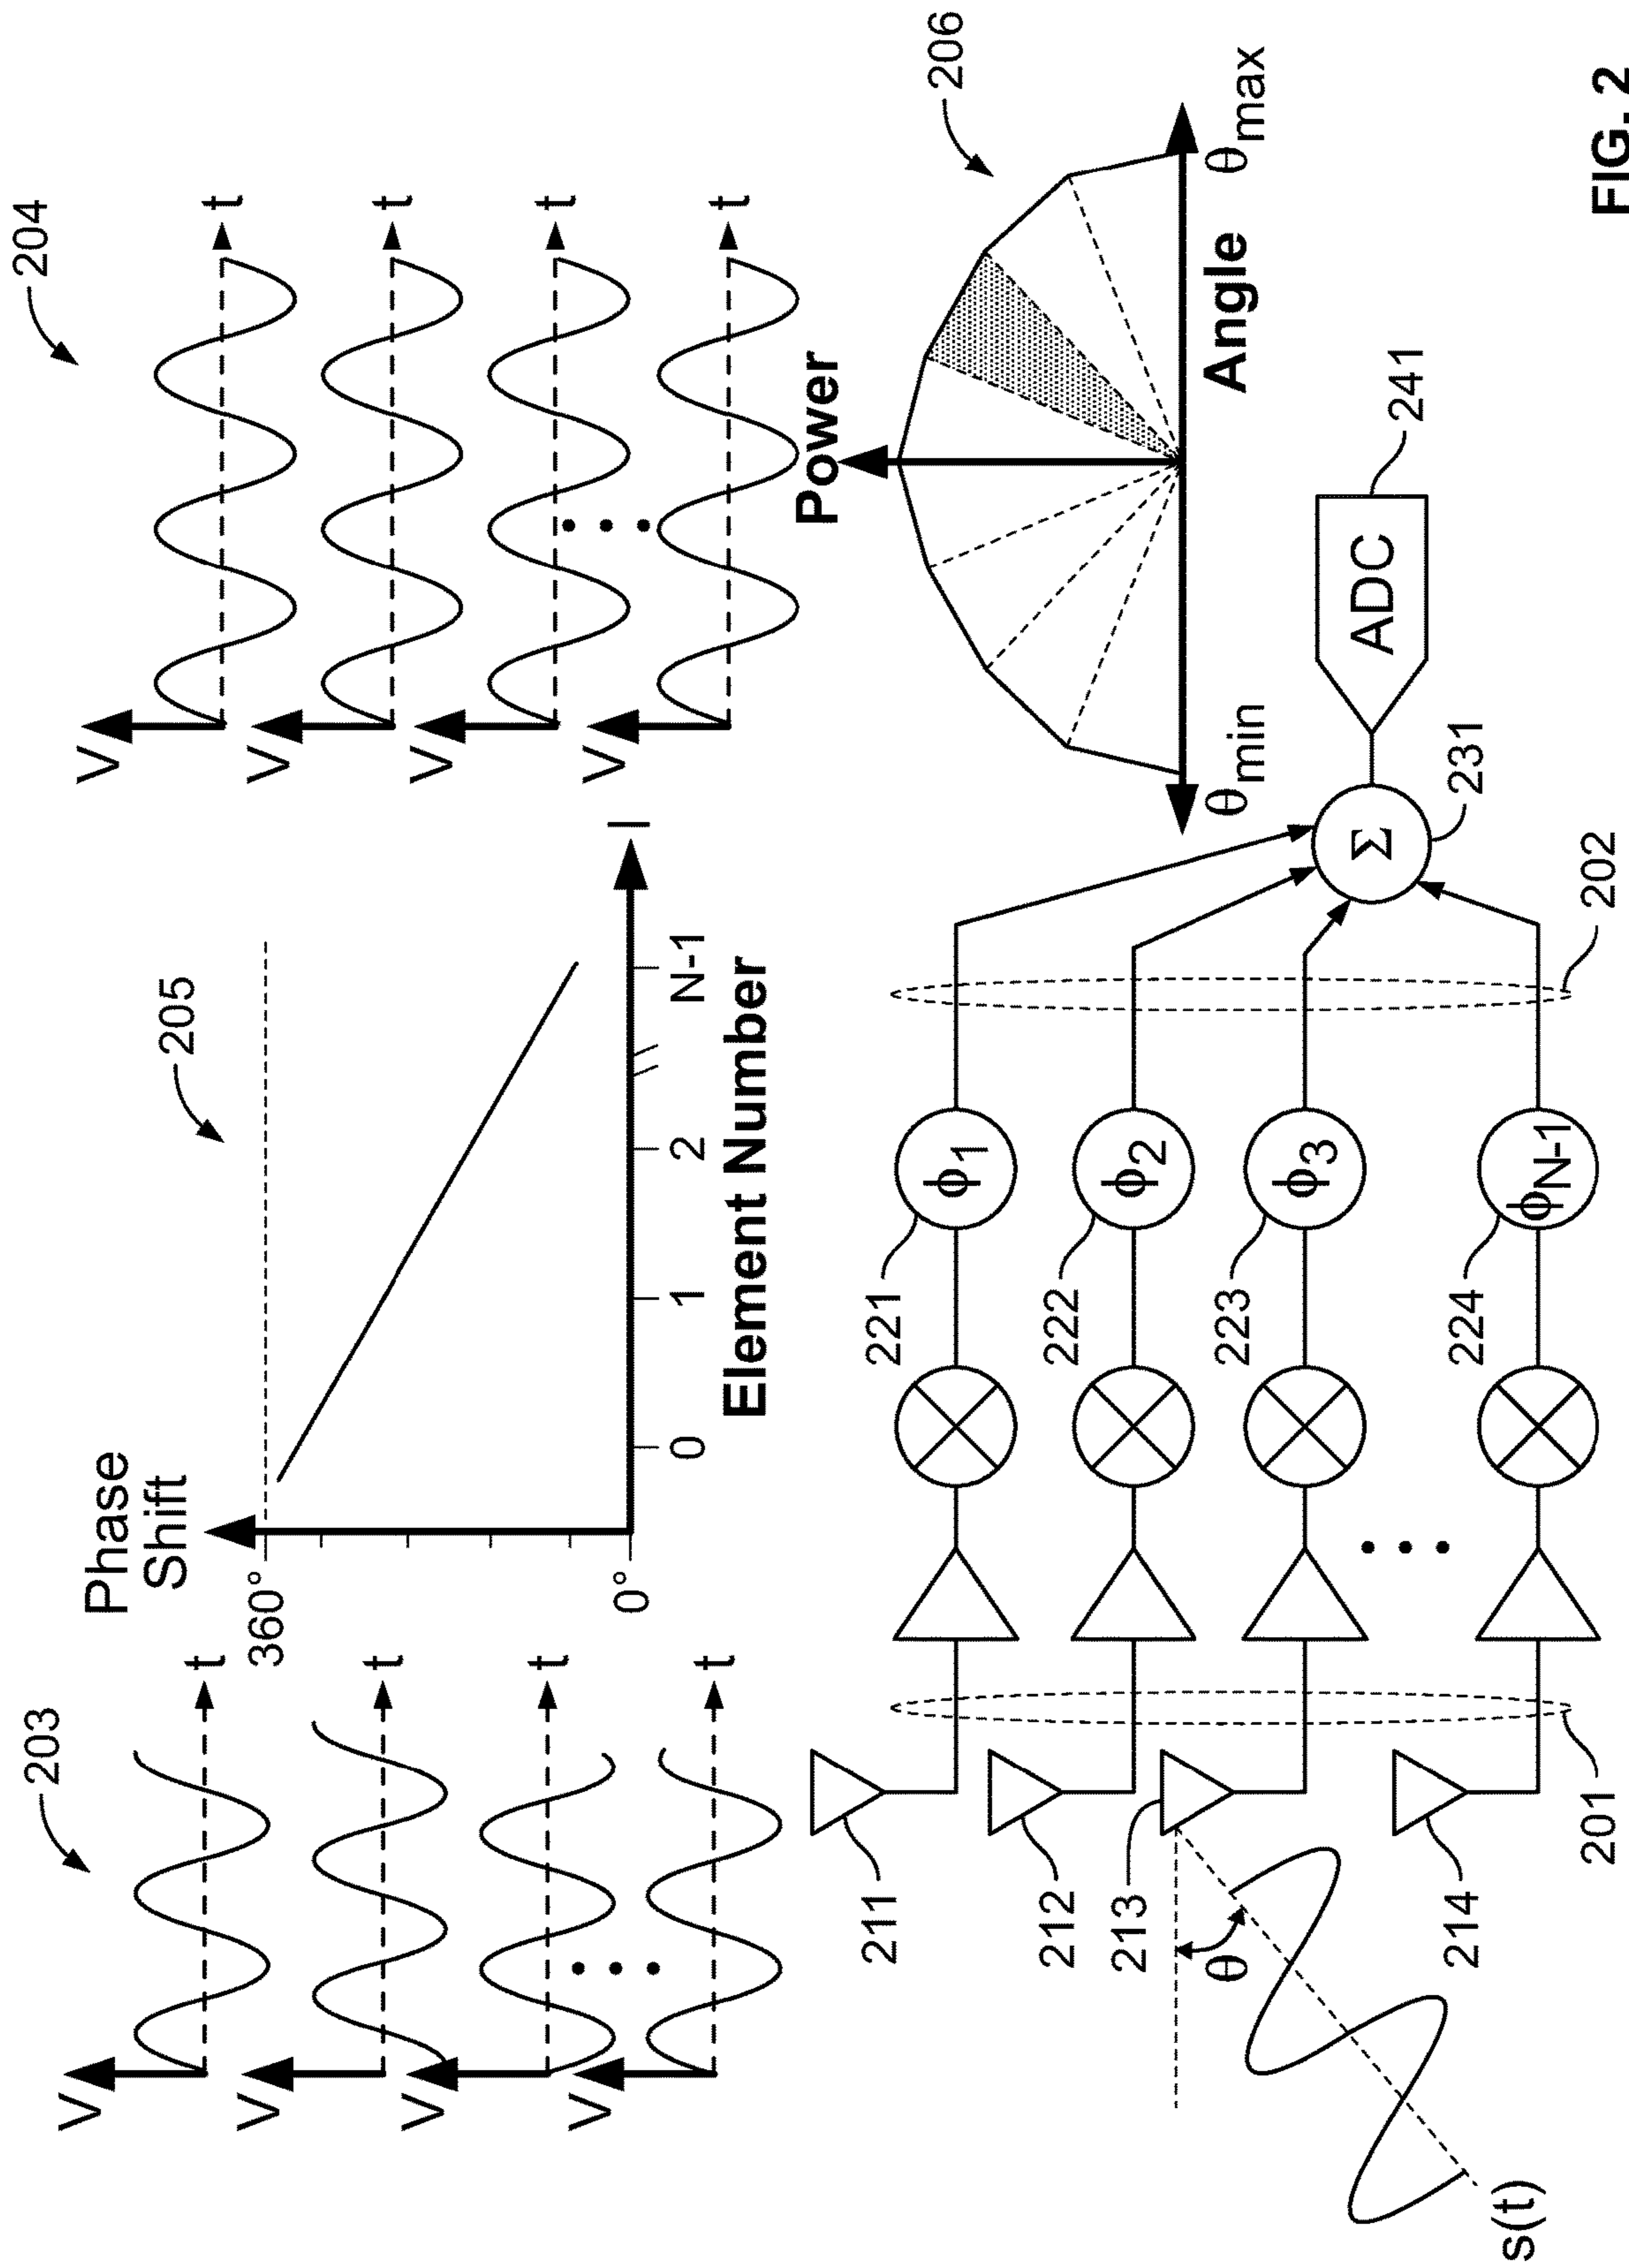 203
204
205
206
V
t
V
t
V
t
V
t
Phase
Shift
360°
0°
0
1
2
N-1
I
Element Number
V
t
V
t
V
t
V
t
Power
Angle
θmin
θmax
211
212
213
214
θ
s(t)
201
221
222
223
224
ϕ1
ϕ2
ϕ3
ϕN-1
202
Σ
231
ADC
241
FIG. 2